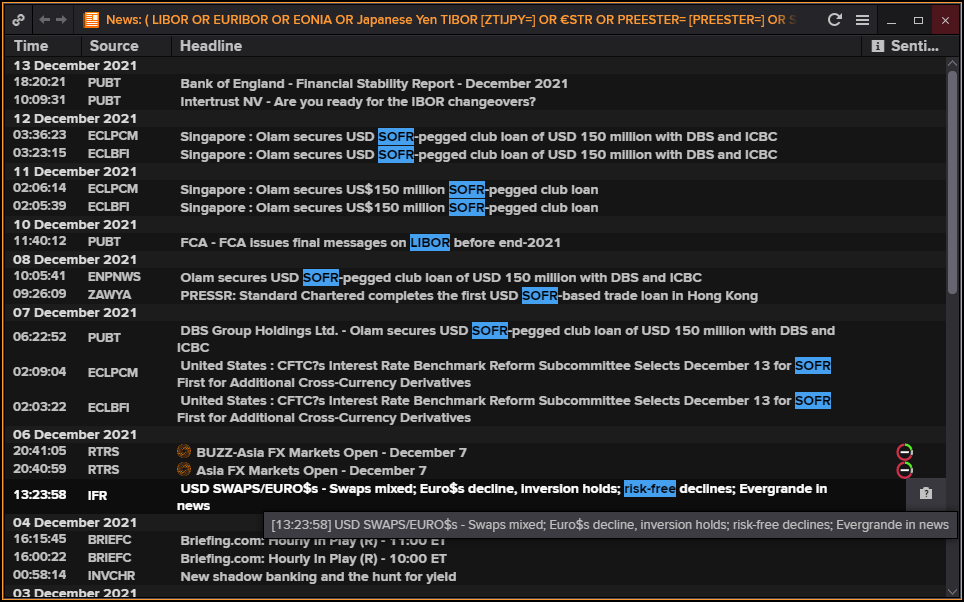 News: ( LIBOR OR EURIBOR OR EONIA OR Japanese Yen TIBOR [ZTIJPY=] OR €STR OR PREESTER= [PREESTER=] OR S
Time Source Headline Senti...
13 December 2021
18:20:21 PUBT Bank of England - Financial Stability Report - December 2021
10:09:31 PUBT Intertrust NV - Are you ready for the IBOR changeovers?
12 December 2021
03:36:23 ECLPCM Singapore : Olam secures USD SOFR-pegged club loan of USD 150 million with DBS and ICBC
03:23:15 ECLBFI Singapore : Olam secures USD SOFR-pegged club loan of USD 150 million with DBS and ICBC
11 December 2021
02:06:14 ECLPCM Singapore : Olam secures US$150 million SOFR-pegged club loan
02:05:39 ECLBFI Singapore : Olam secures US$150 million SOFR-pegged club loan
10 December 2021
11:40:12 PUBT FCA - FCA issues final messages on LIBOR before end-2021
08 December 2021
10:05:41 ENPNWS Olam secures USD SOFR-pegged club loan of USD 150 million with DBS and ICBC
09:26:09 ZAWYA PRESSR: Standard Chartered completes the first USD SOFR-based trade loan in Hong Kong
07 December 2021
06:22:52 PUBT DBS Group Holdings Ltd. - Olam secures USD SOFR-pegged club loan of USD 150 million with DBS and
ICBC
02:09:04 ECLPCM United States : CFTC?s Interest Rate Benchmark Reform Subcommittee Selects December 13 for SOFR
First for Additional Cross-Currency Derivatives
02:03:22 ECLBFI United States : CFTC?s Interest Rate Benchmark Reform Subcommittee Selects December 13 for SOFR
First for Additional Cross-Currency Derivatives
06 December 2021
20:41:05 RTRS BUZZ-Asia FX Markets Open - December 7
20:40:59 RTRS Asia FX Markets Open - December 7
13:23:58 IFR USD SWAPS/EURO$s - Swaps mixed; Euro$s decline, inversion holds; risk-free declines; Evergrande in
news
[13:23:58] USD SWAPS/EURO$s - Swaps mixed; Euro$s decline, inversion holds; risk-free declines; Evergrande in news
04 December 2021
16:15:45 BRIEFC Briefing.com: Hourly In Play (R) - 11:00 ET
16:00:22 BRIEFC Briefing.com: Hourly In Play (R) - 10:00 ET
00:58:14 INVCHR New shadow banking and the hunt for yield
03 December 2021